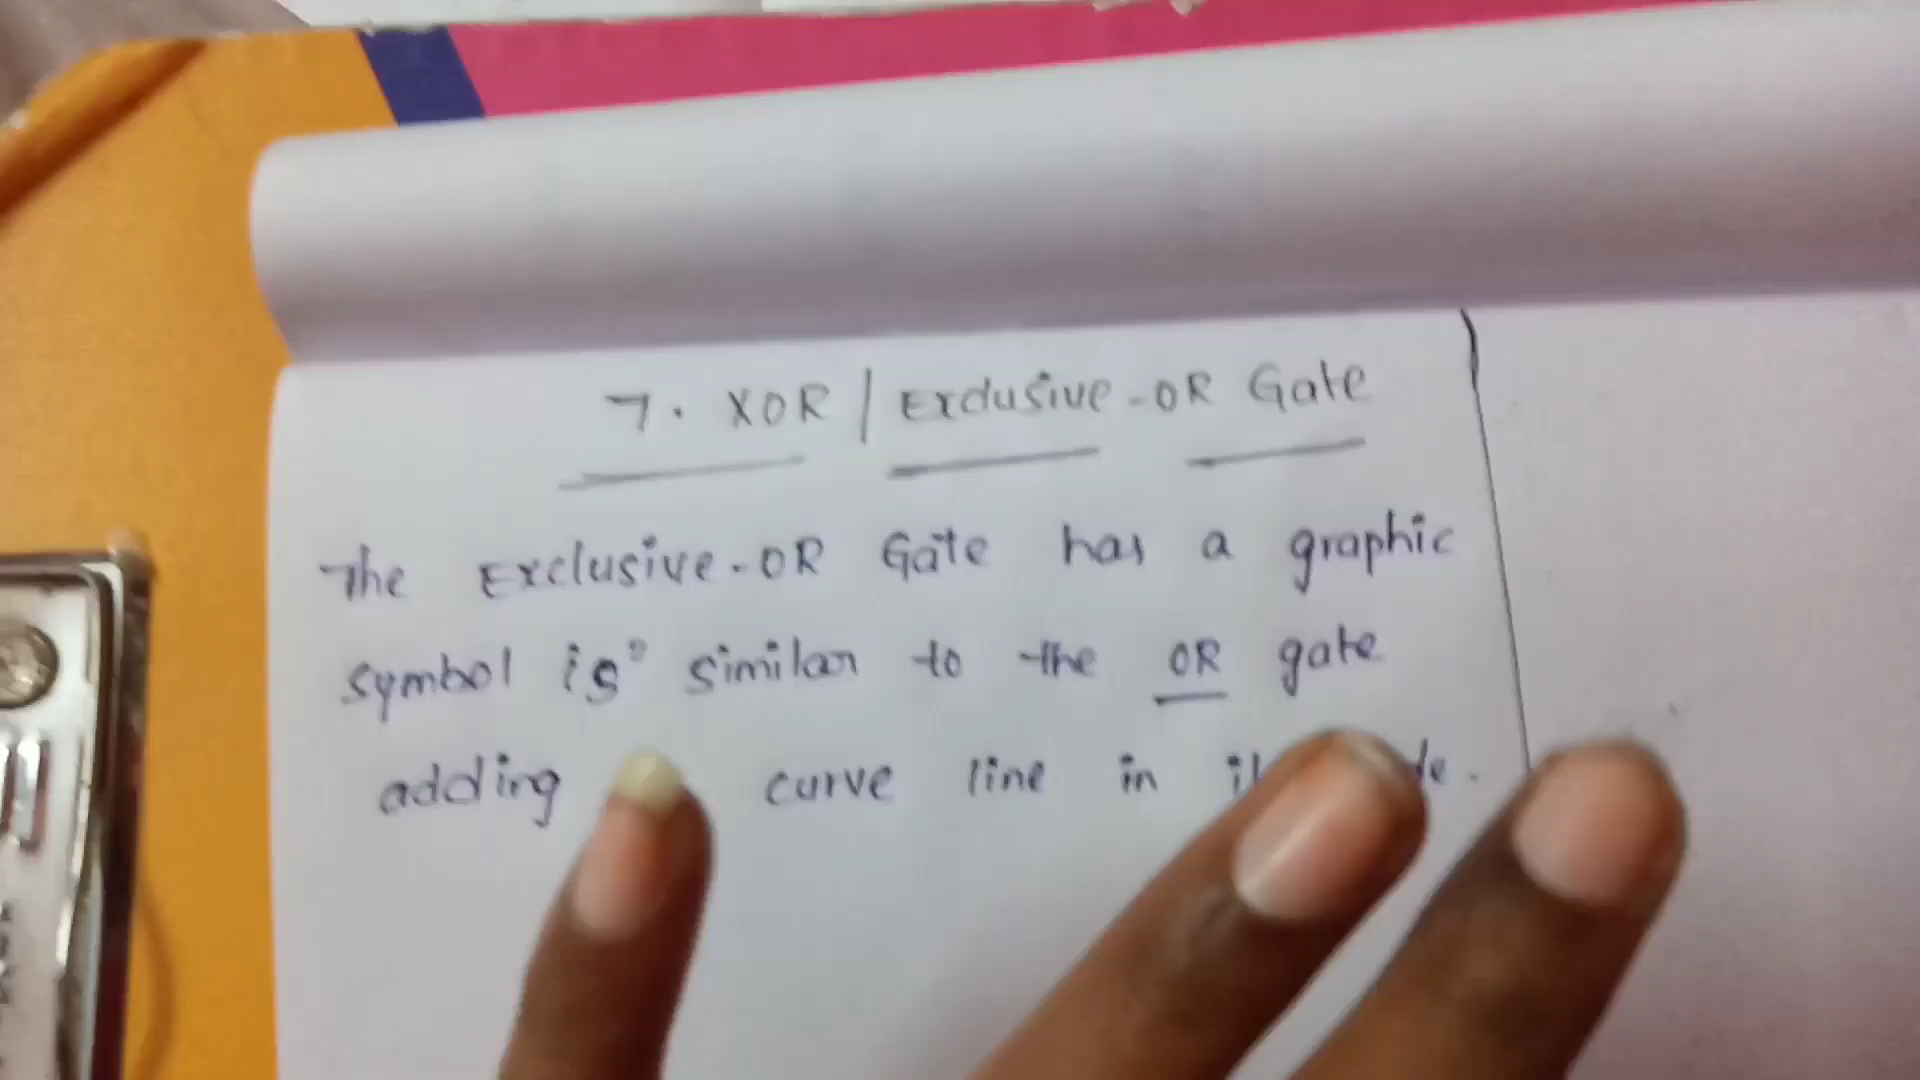 7. XOR | Exclusive-OR Gate
The Exclusive-OR Gate has a graphic
symbol is similar to the OR gate
adding curve line in